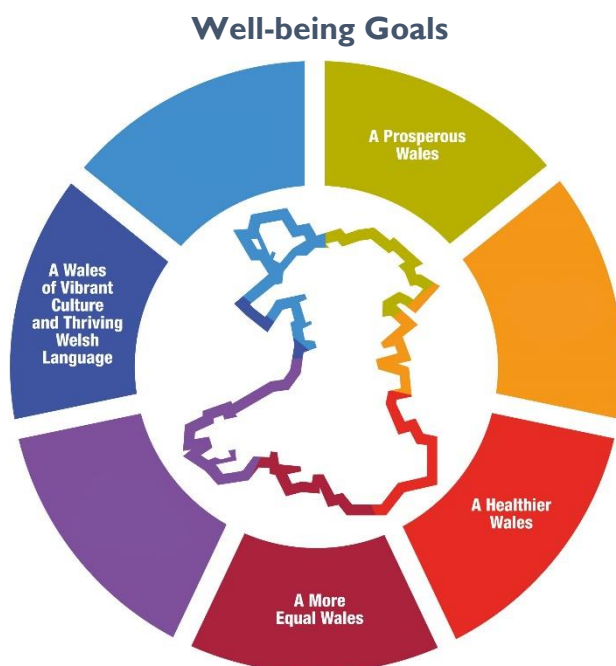 Well-being Goals
A Prosperous
Wales
A Healthier
Wales
A More
Equal Wales
A Wales
of Vibrant
Culture
and Thriving
Welsh
Language